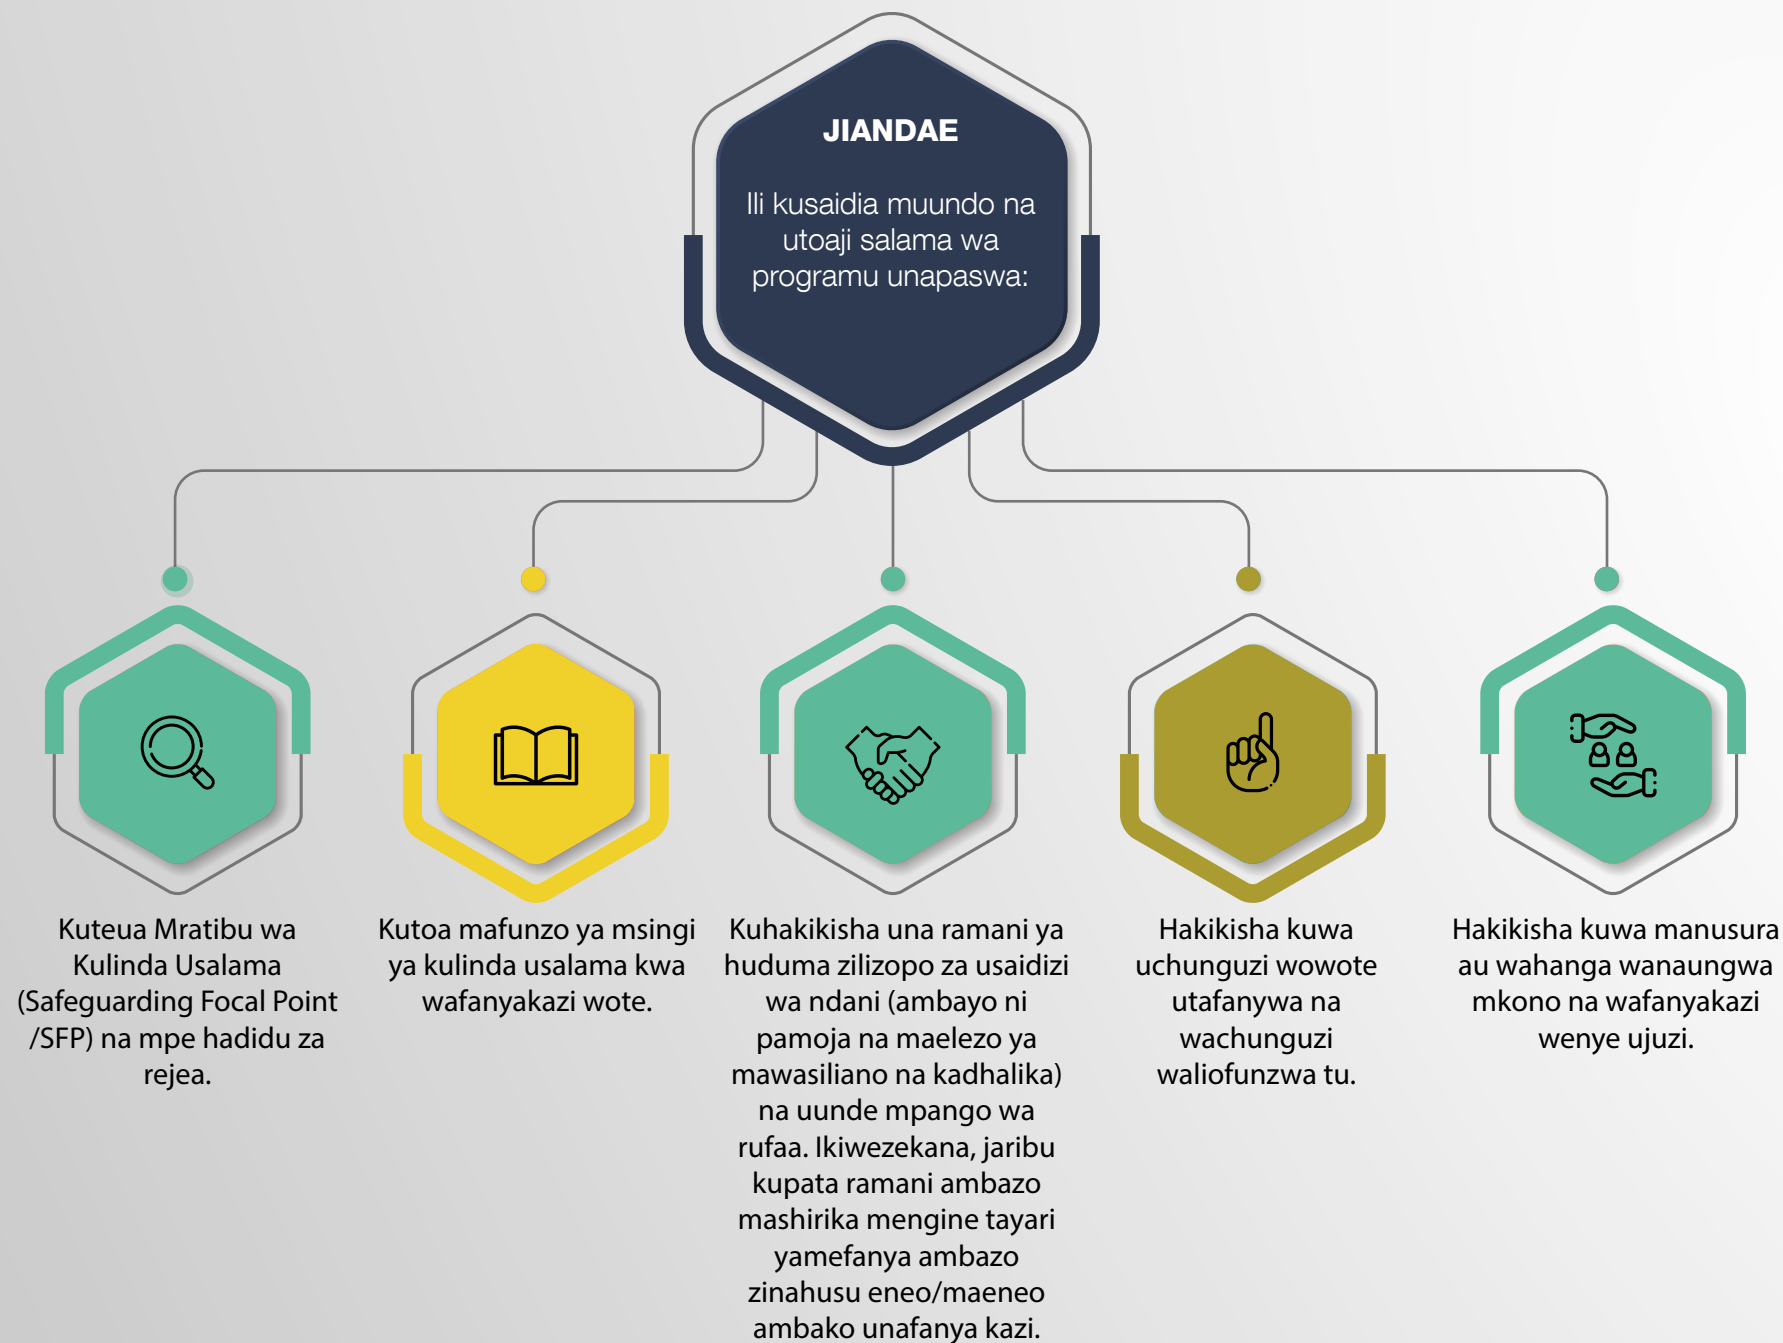 JIANDAE
Ili kusaidia muundo na
utoaji salama wa
programu unapaswa:
Kuteua Mratibu wa
Kulinda Usalama
(Safeguarding Focal Point
/SFP) na mpe hadidu za
rejea.
Kutoa mafunzo ya msingi
ya kulinda usalama kwa
wafanyakazi wote.
Kuhakikisha una ramani ya
huduma zilizopo za usaidizi
wa ndani (ambayo ni
pamoja na maelezo ya
mawasiliano na kadhalika)
na uunde mpango wa
rufaa. Ikiwezekana, jaribu
kupata ramani ambazo
mashirika mengine tayari
yamefanya ambazo
zinahusu eneo/maeneo
ambako unafanya kazi.
Hakikisha kuwa
uchunguzi wowote
utafanywa na
wachunguzi
waliofunzwa tu.
Hakikisha kuwa manusura
au wahanga wanaungwa
mkono na wafanyakazi
wenye ujuzi.